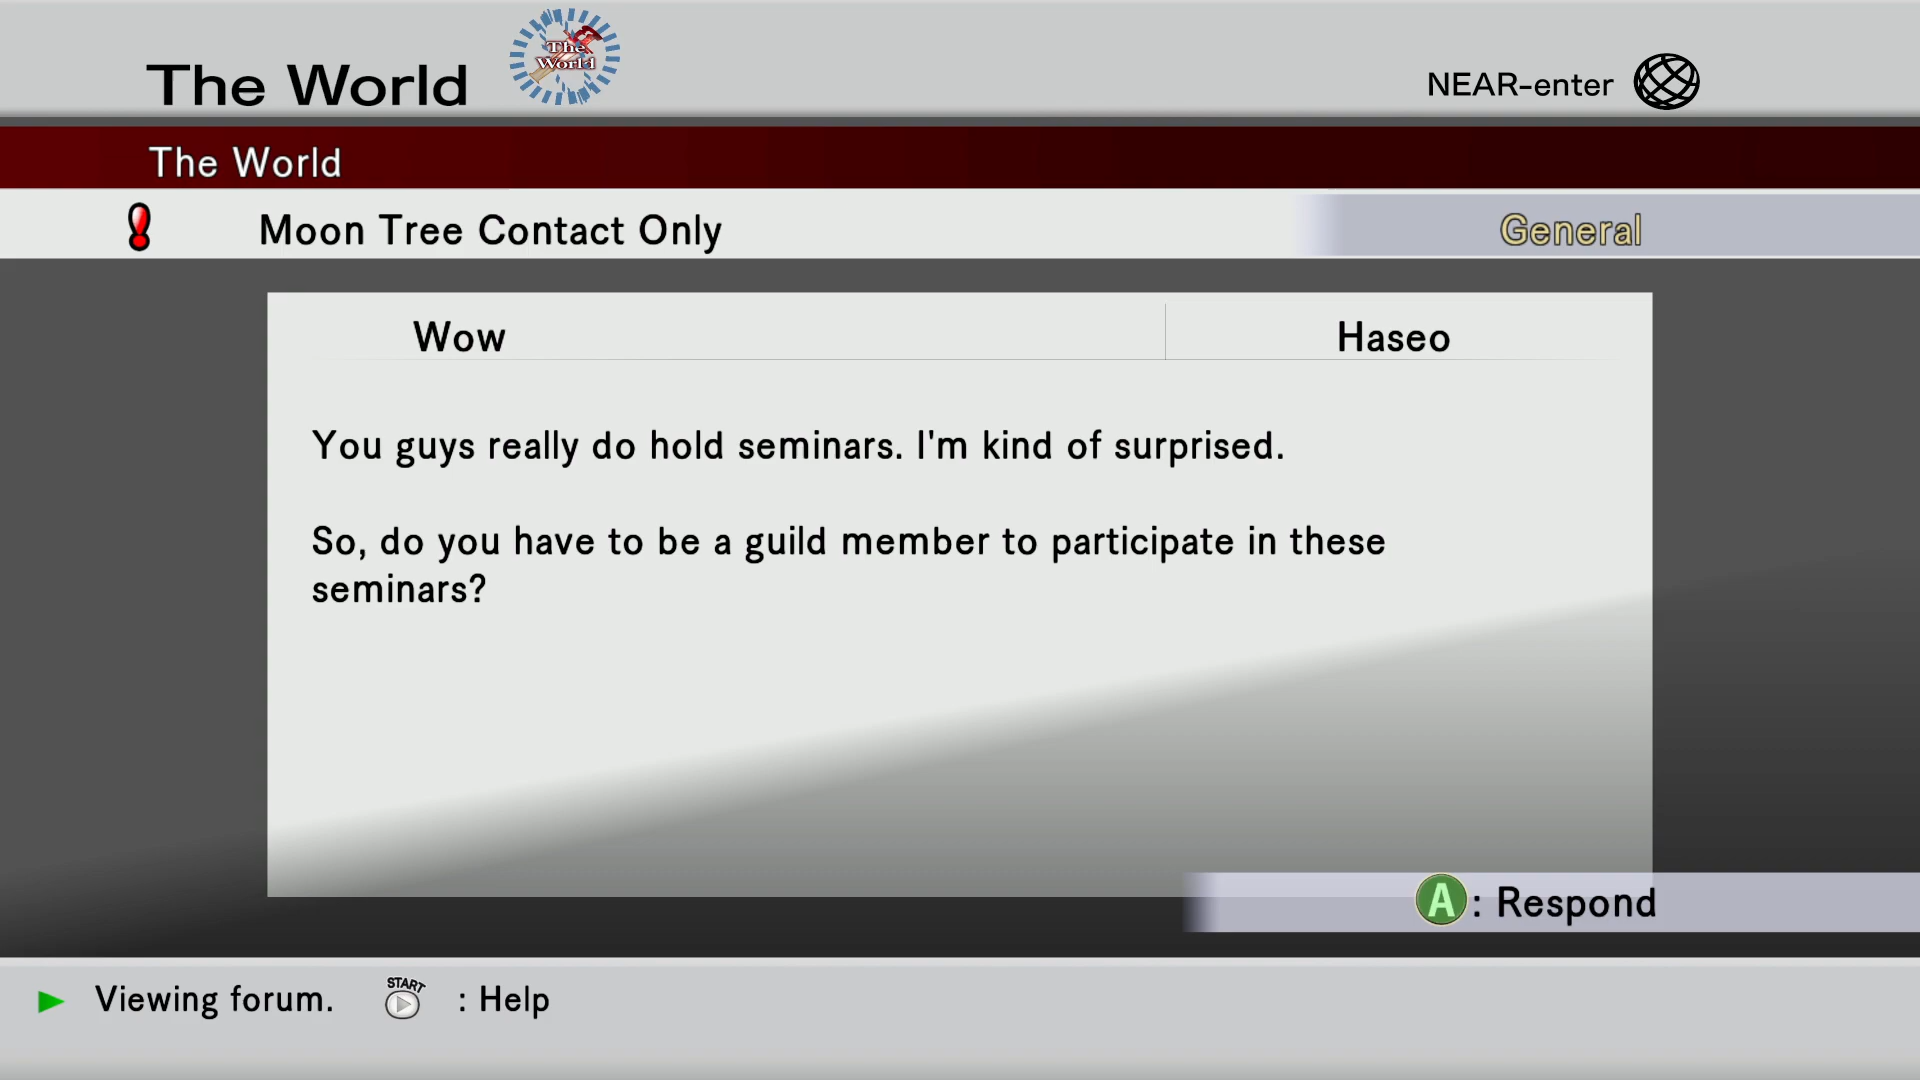 The World
The
World
NEAR-enter
The World
Moon Tree Contact Only
General
Wow
Haseo
You guys really do hold seminars. I'm kind of surprised.
So, do you have to be a guild member to participate in these
seminars?
A : Respond
Viewing forum.
START
: Help